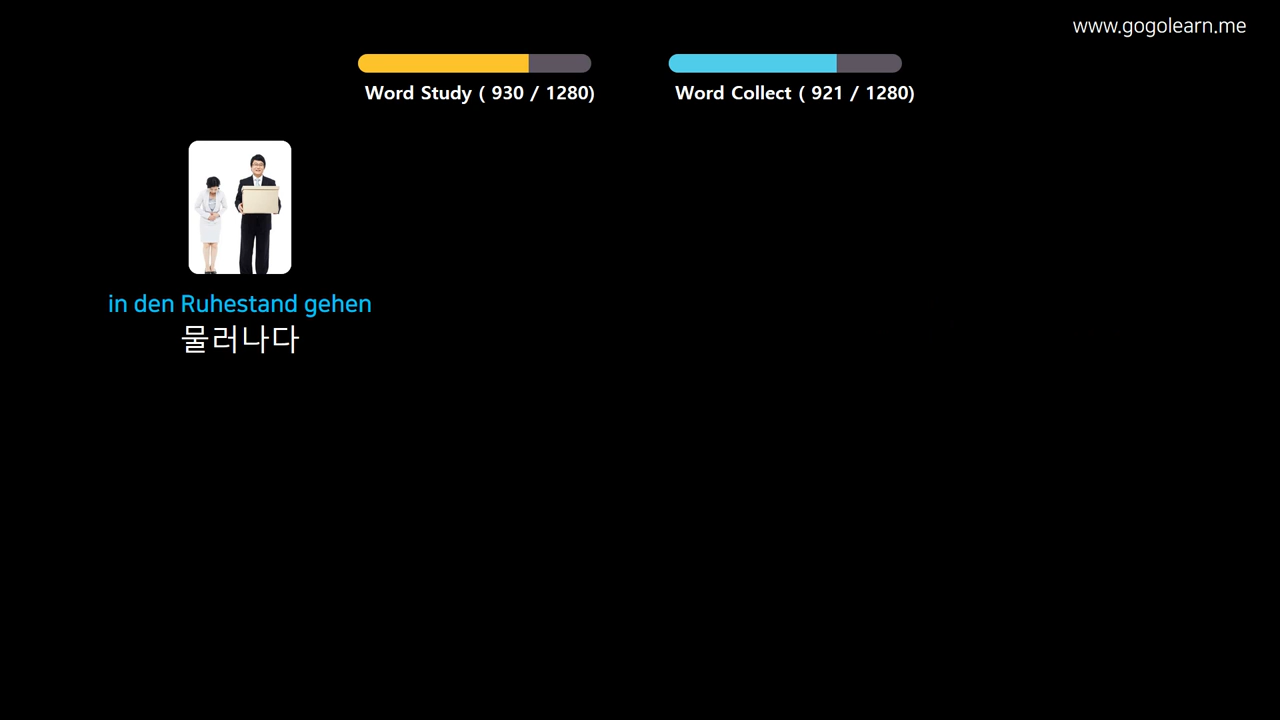 www.gogolearn.me
Word Study ( 930 / 1280)
Word Collect ( 921 / 1280)
in den Ruhestand gehen
물러나다